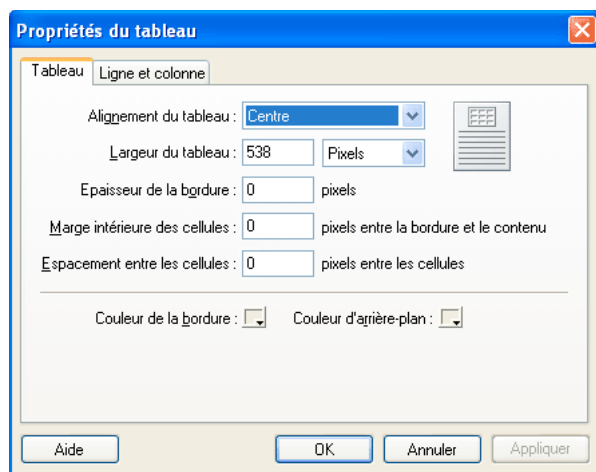 Propriétés du tableau
Tableau Ligne et colonne
Alignement du tableau : Centre
Largeur du tableau : 538 Pixels
Epaisseur de la bordure : 0 pixels
Marge intérieure des cellules : 0 pixels entre la bordure et le contenu
Espacement entre les cellules : 0 pixels entre les cellules
Couleur de la bordure : Couleur d'arrière-plan :
Aide OK Annuler Appliquer